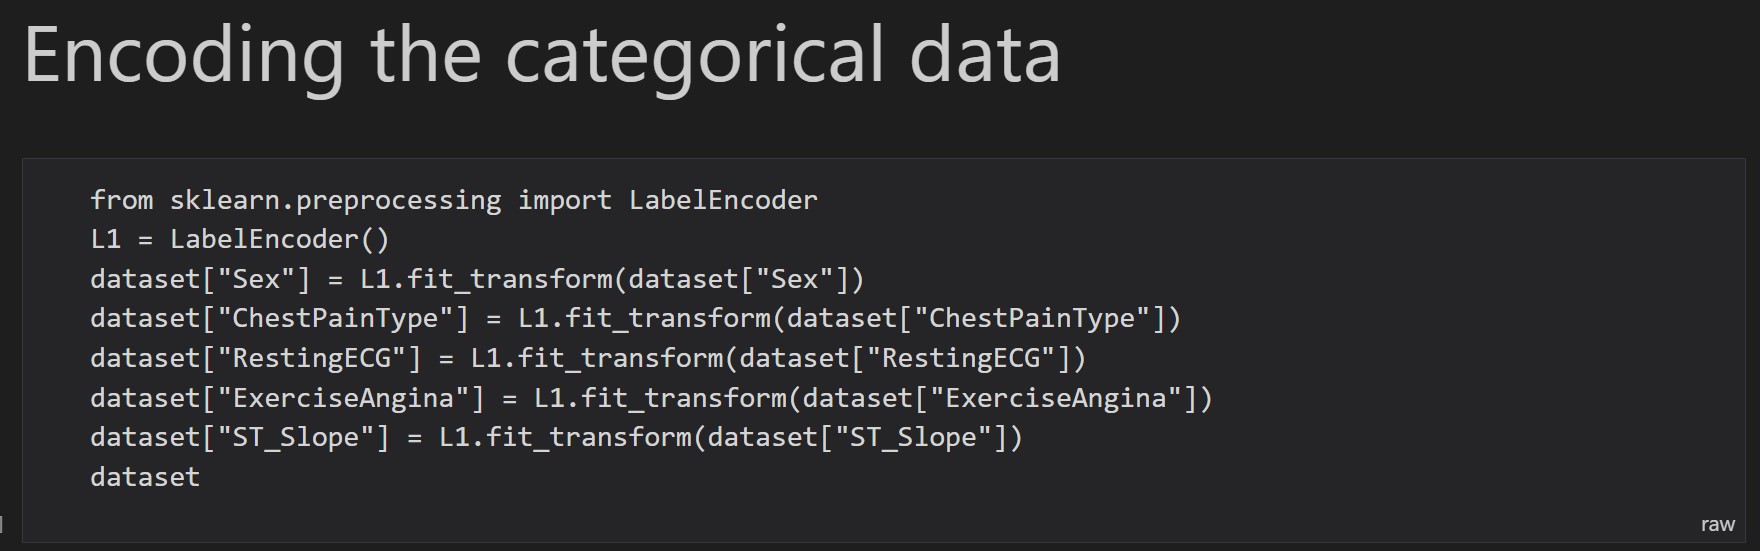 Encoding the categorical data
from sklearn.preprocessing import LabelEncoder
L1 = LabelEncoder()
dataset["Sex"] = L1.fit_transform(dataset["Sex"])
dataset["ChestPainType"] = L1.fit_transform(dataset["ChestPainType"])
dataset["RestingECG"] = L1.fit_transform(dataset["RestingECG"])
dataset["ExerciseAngina"] = L1.fit_transform(dataset["ExerciseAngina"])
dataset["ST_Slope"] = L1.fit_transform(dataset["ST_Slope"])
dataset
raw